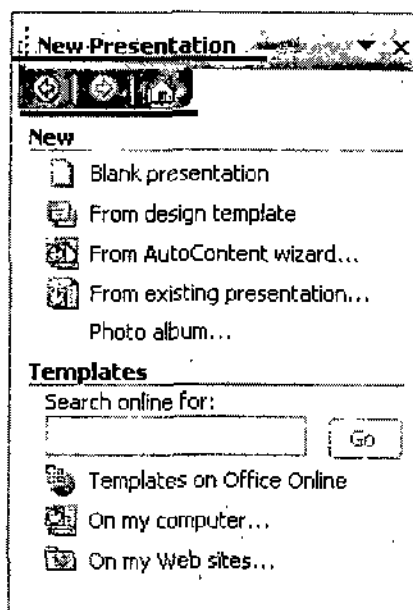 New Presentation
New
Blank presentation
From design template
From AutoContent wizard...
From existing presentation...
Photo album...
Templates
Search online for:
Go
Templates on Office Online
On my computer...
On my Web sites...